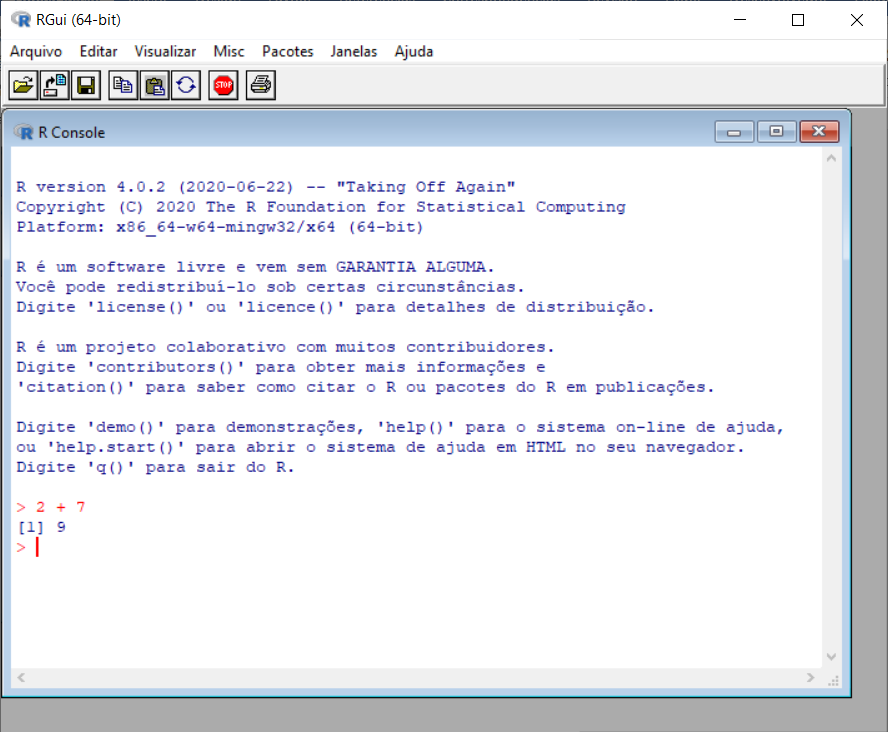 RGui (64-bit)
Arquivo Editar Visualizar Misc Pacotes Janelas Ajuda
STOP
R Console
R version 4.0.2 (2020-06-22) -- "Taking Off Again"
Copyright (C) 2020 The R Foundation for Statistical Computing
Platform: x86_64-w64-mingw32/x64 (64-bit)
R é um software livre e vem sem GARANTIA ALGUMA.
Você pode redistribuí-lo sob certas circunstâncias.
Digite 'license()' ou 'licence()' para detalhes de distribuição.
R é um projeto colaborativo com muitos contribuidores.
Digite 'contributors()' para obter mais informações e
'citation()' para saber como citar o R ou pacotes do R em publicações.
Digite 'demo()' para demonstrações, 'help()' para o sistema on-line de ajuda,
ou 'help.start()' para abrir o sistema de ajuda em HTML no seu navegador.
Digite 'q()' para sair do R.
> 2 + 7
[1] 9
>